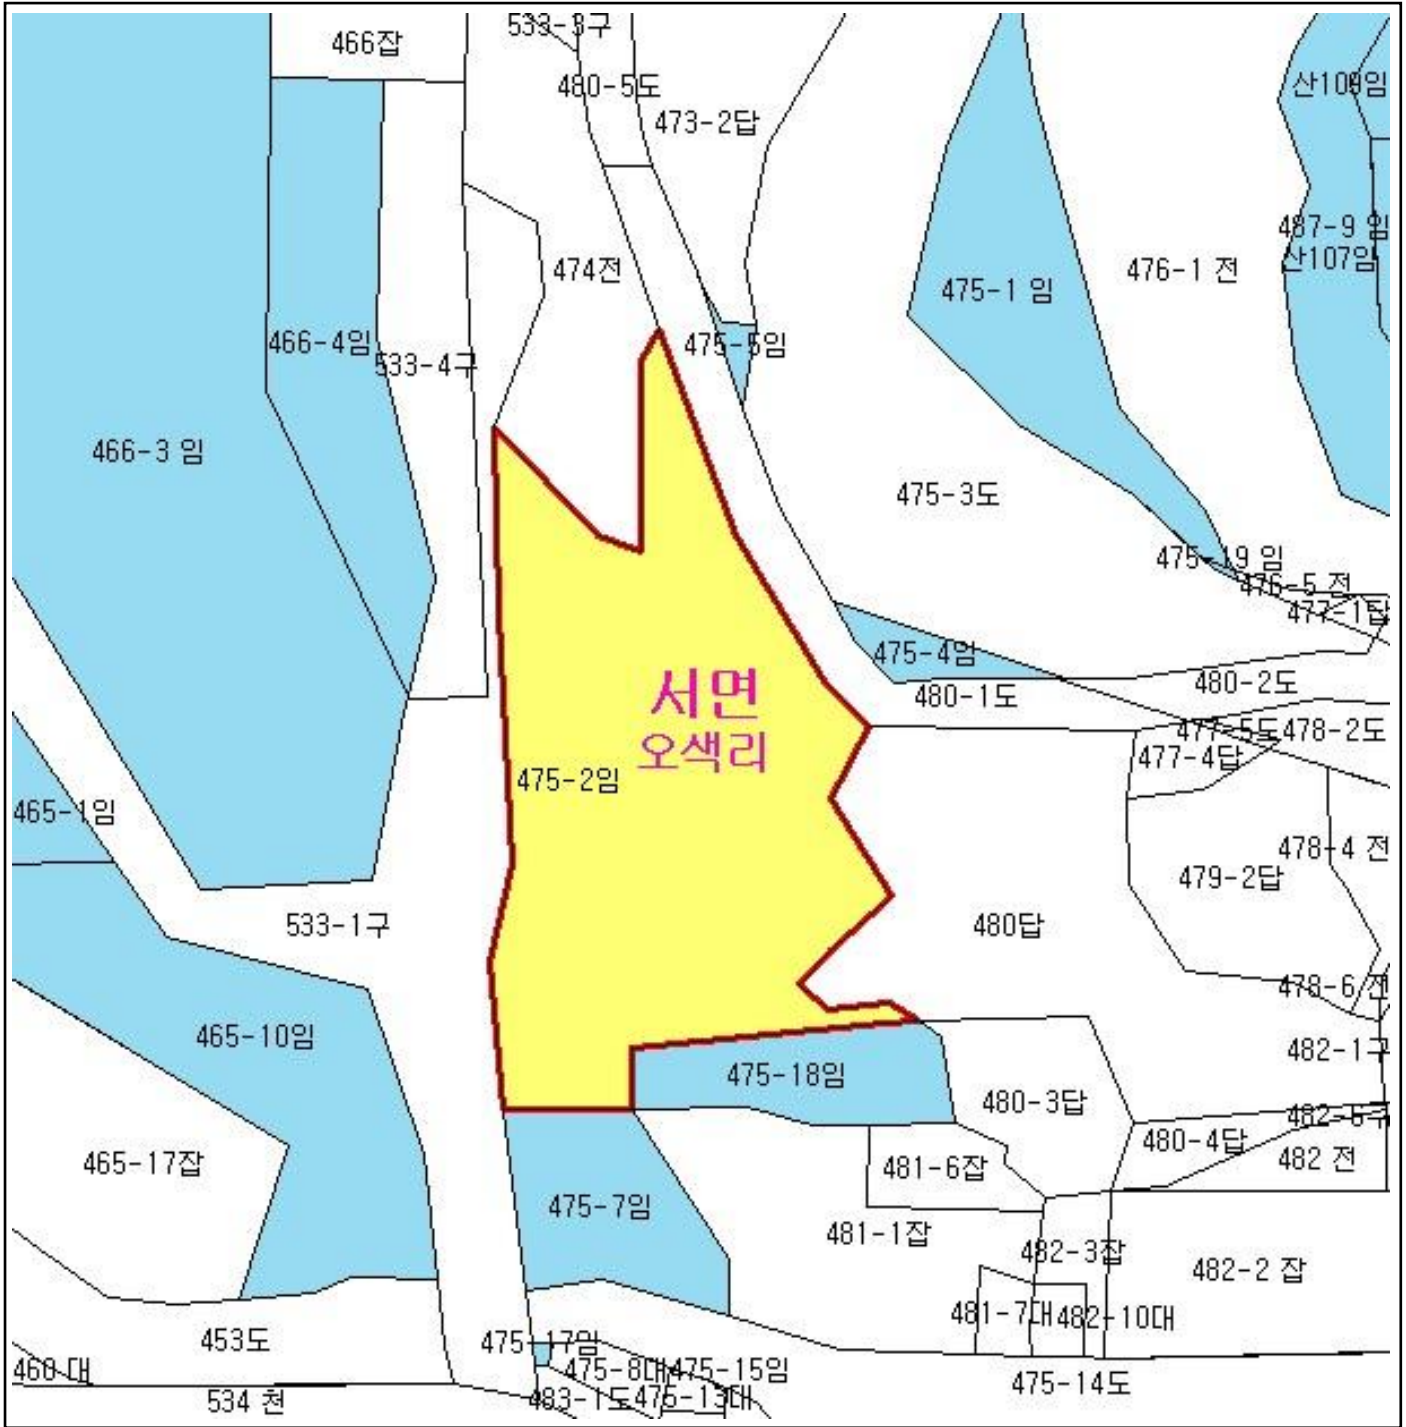 533-3구
466잡
480-5도
산109임
473-2답
487-9 임
산107임
474전
476-1 전
475-1 임
466-4임
475-5임
533-4구
466-3 임
475-3도
475-19 임
476-5 전
477-1답
475-4임
480-2도
480-1도
서면
477-5도
478-2도
오색리
477-4답
475-2임
465-1임
478-4 전
479-2답
533-1구
480답
478-6 전
465-10임
482-1구
475-18임
480-3답
482-6구
480-4답
465-17잡
481-6잡
482 전
475-7임
481-1잡
482-3잡
482-2 잡
481-7대
482-10대
453도
475-17임
460 대
475-8대
475-15임
475-14도
534 천
483-1도
475-13대